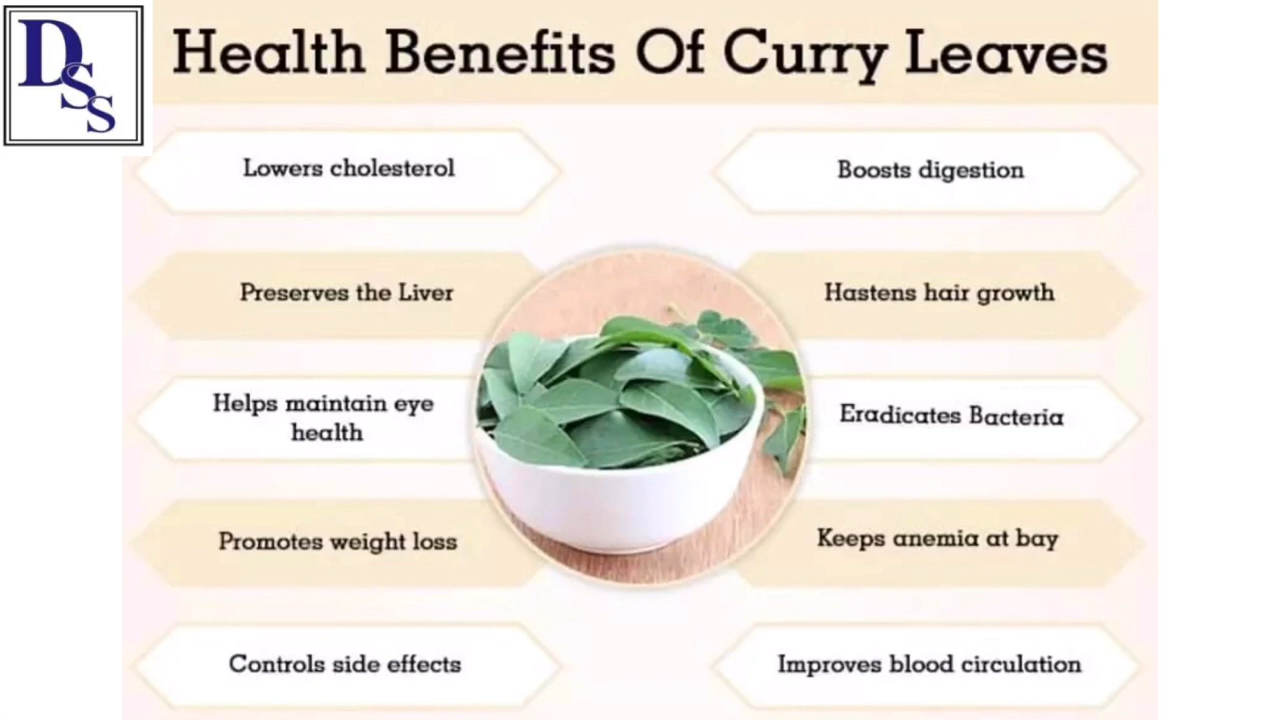 DSS
Health Benefits Of Curry Leaves
Lowers cholesterol
Boosts digestion
Preserves the Liver
Hastens hair growth
Helps maintain eye
health
Eradicates Bacteria
Promotes weight loss
Keeps anemia at bay
Controls side effects
Improves blood circulation